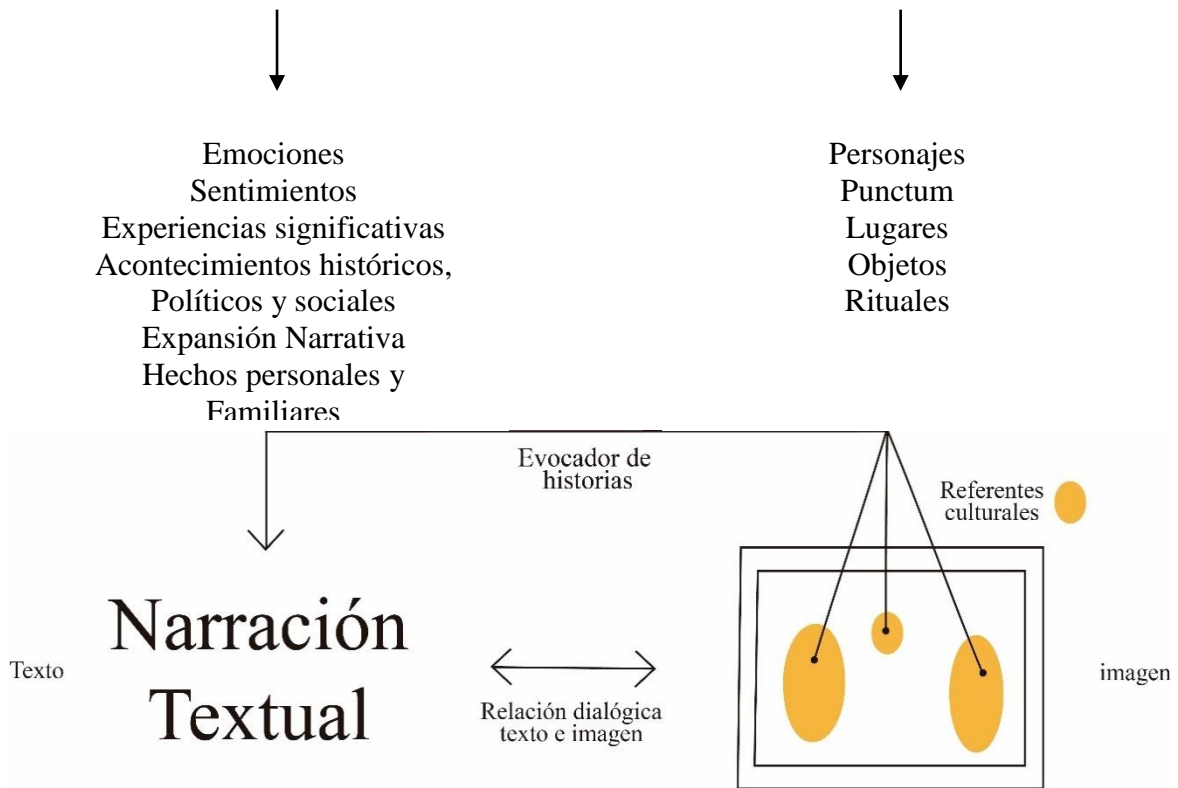 Emociones
Sentimientos
Experiencias significativas
Acontecimientos históricos,
Políticos y sociales
Expansión Narrativa
Hechos personales y
Familiares
Personajes
Punctum
Lugares
Objetos
Rituales
Evocador de
historias
Referentes
culturales
Texto
Narración
Textual
Relación dialógica
texto e imagen
imagen